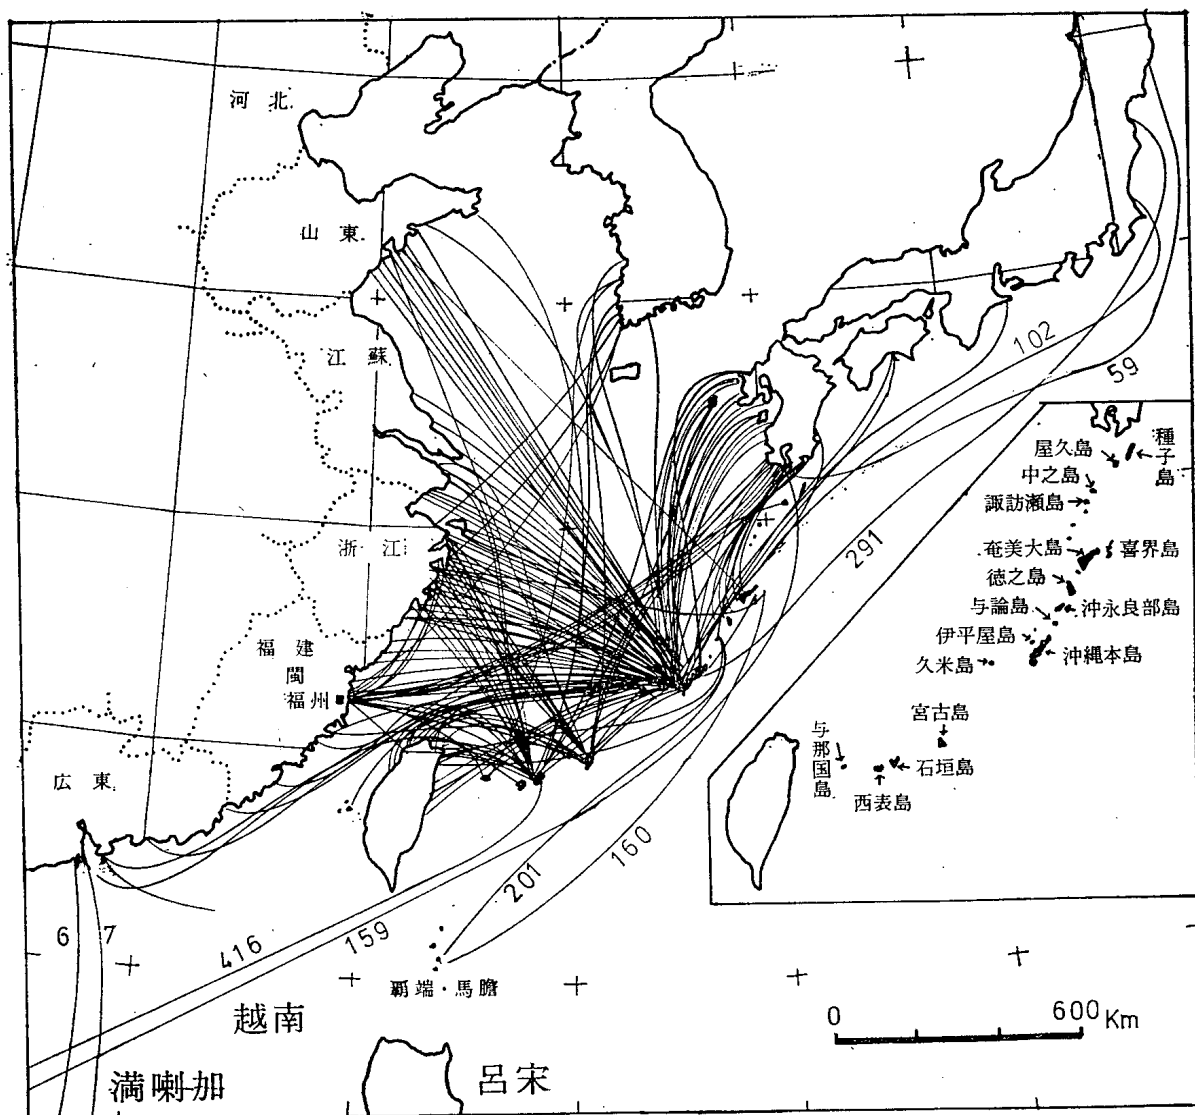 河北
山東
江蘇
浙江
福建
閩
福州
広東
102
59
291
屋久島
種子島
中之島
諏訪瀬島
奄美大島
喜界島
徳之島
与論島
沖永良部島
伊平屋島
沖縄本島
久米島
宮古島
与那国島
石垣島
西表島
160
201
6
7
416
159
覇端・馬膽
越南
0
600Km
満喇加
呂宋